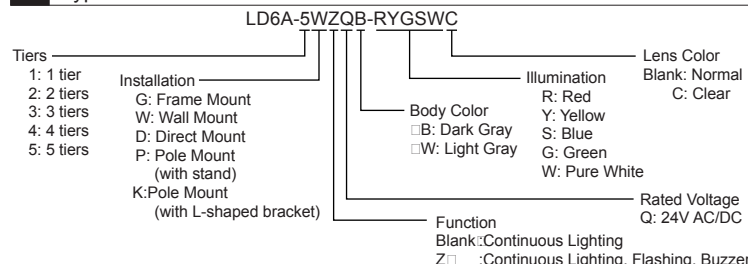 LD6A-5WZQB-RYGSWC
Tiers
1: 1 tier
2: 2 tiers
3: 3 tiers
4: 4 tiers
5: 5 tiers
Installation
G: Frame Mount
W: Wall Mount
D: Direct Mount
P: Pole Mount
(with stand)
K:Pole Mount
(with L-shaped bracket)
Function
Blank□:Continuous Lighting
Z□ :Continuous Lighting, Flashing, Buzzer
Body Color
□B: Dark Gray
□W: Light Gray
Illumination
R: Red
Y: Yellow
S: Blue
G: Green
W: Pure White
Rated Voltage
Q: 24V AC/DC
Lens Color
Blank: Normal
C: Clear